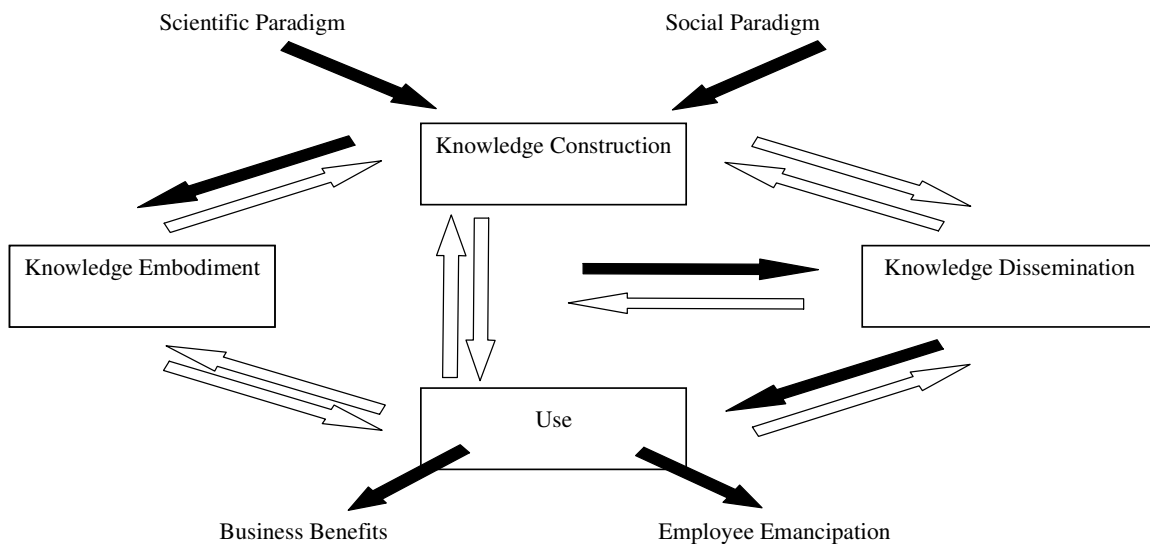 Scientific Paradigm
Social Paradigm
Knowledge Construction
Knowledge Embodiment
Knowledge Dissemination
Use
Business Benefits
Employee Emancipation